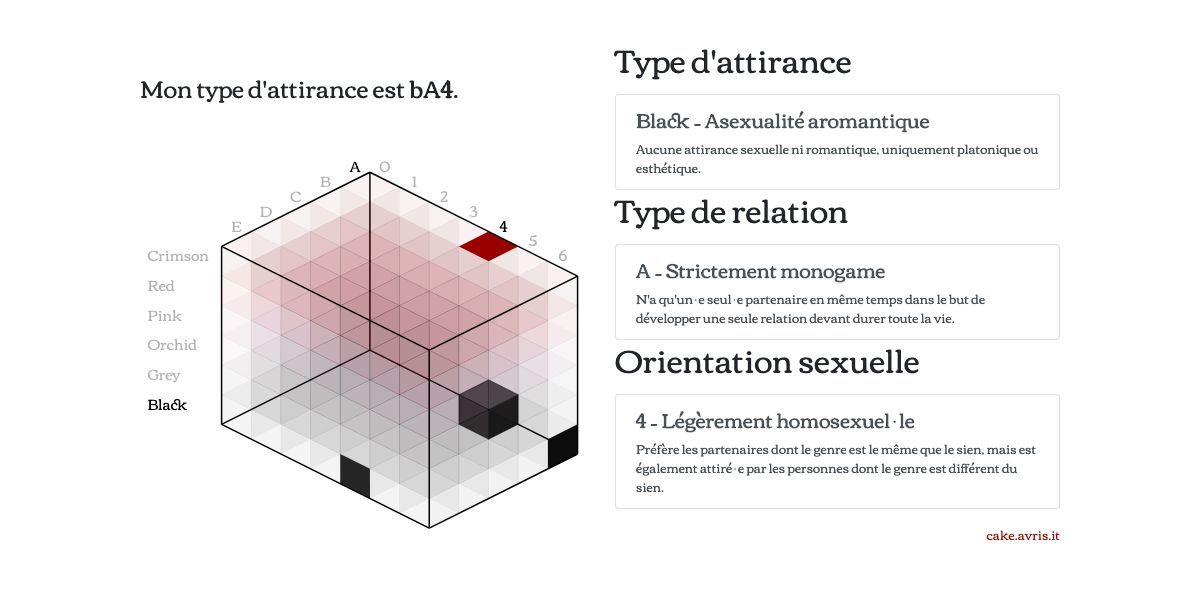 Mon type d'attirance est bA4.
A O
B 1
C 2
D 3
E 4
5
6
Crimson
Red
Pink
Orchid
Grey
Black
Type d'attirance
Black - Asexualité aromantique
Aucune attirance sexuelle ni romantique, uniquement platonique ou
esthétique.
Type de relation
A - Strictement monogame
N'a qu'un·e seul·e partenaire en même temps dans le but de
développer une seule relation devant durer toute la vie.
Orientation sexuelle
4 - Légèrement homosexuel·le
Préfère les partenaires dont le genre est le même que le sien, mais est
également attiré·e par les personnes dont le genre est différent du
sien.
cake.avris.it